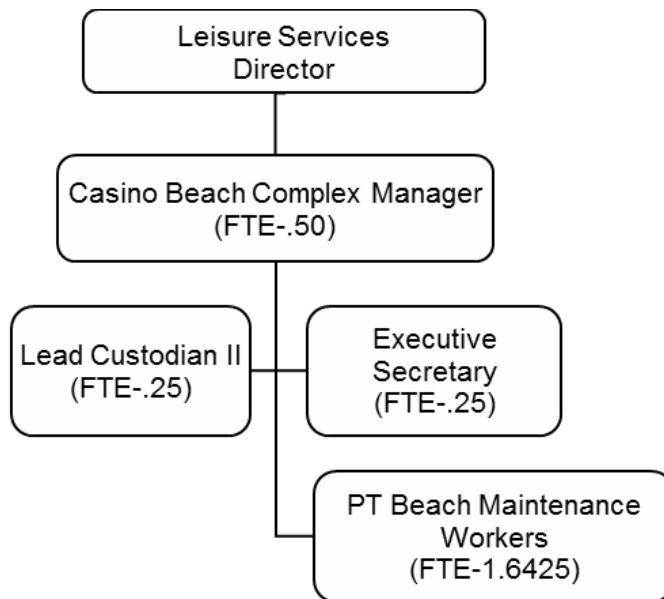 Leisure Services
Director
Casino Beach Complex Manager
(FTE-.50)
Lead Custodian II
(FTE-.25)
Executive
Secretary
(FTE-.25)
PT Beach Maintenance
Workers
(FTE-1.6425)